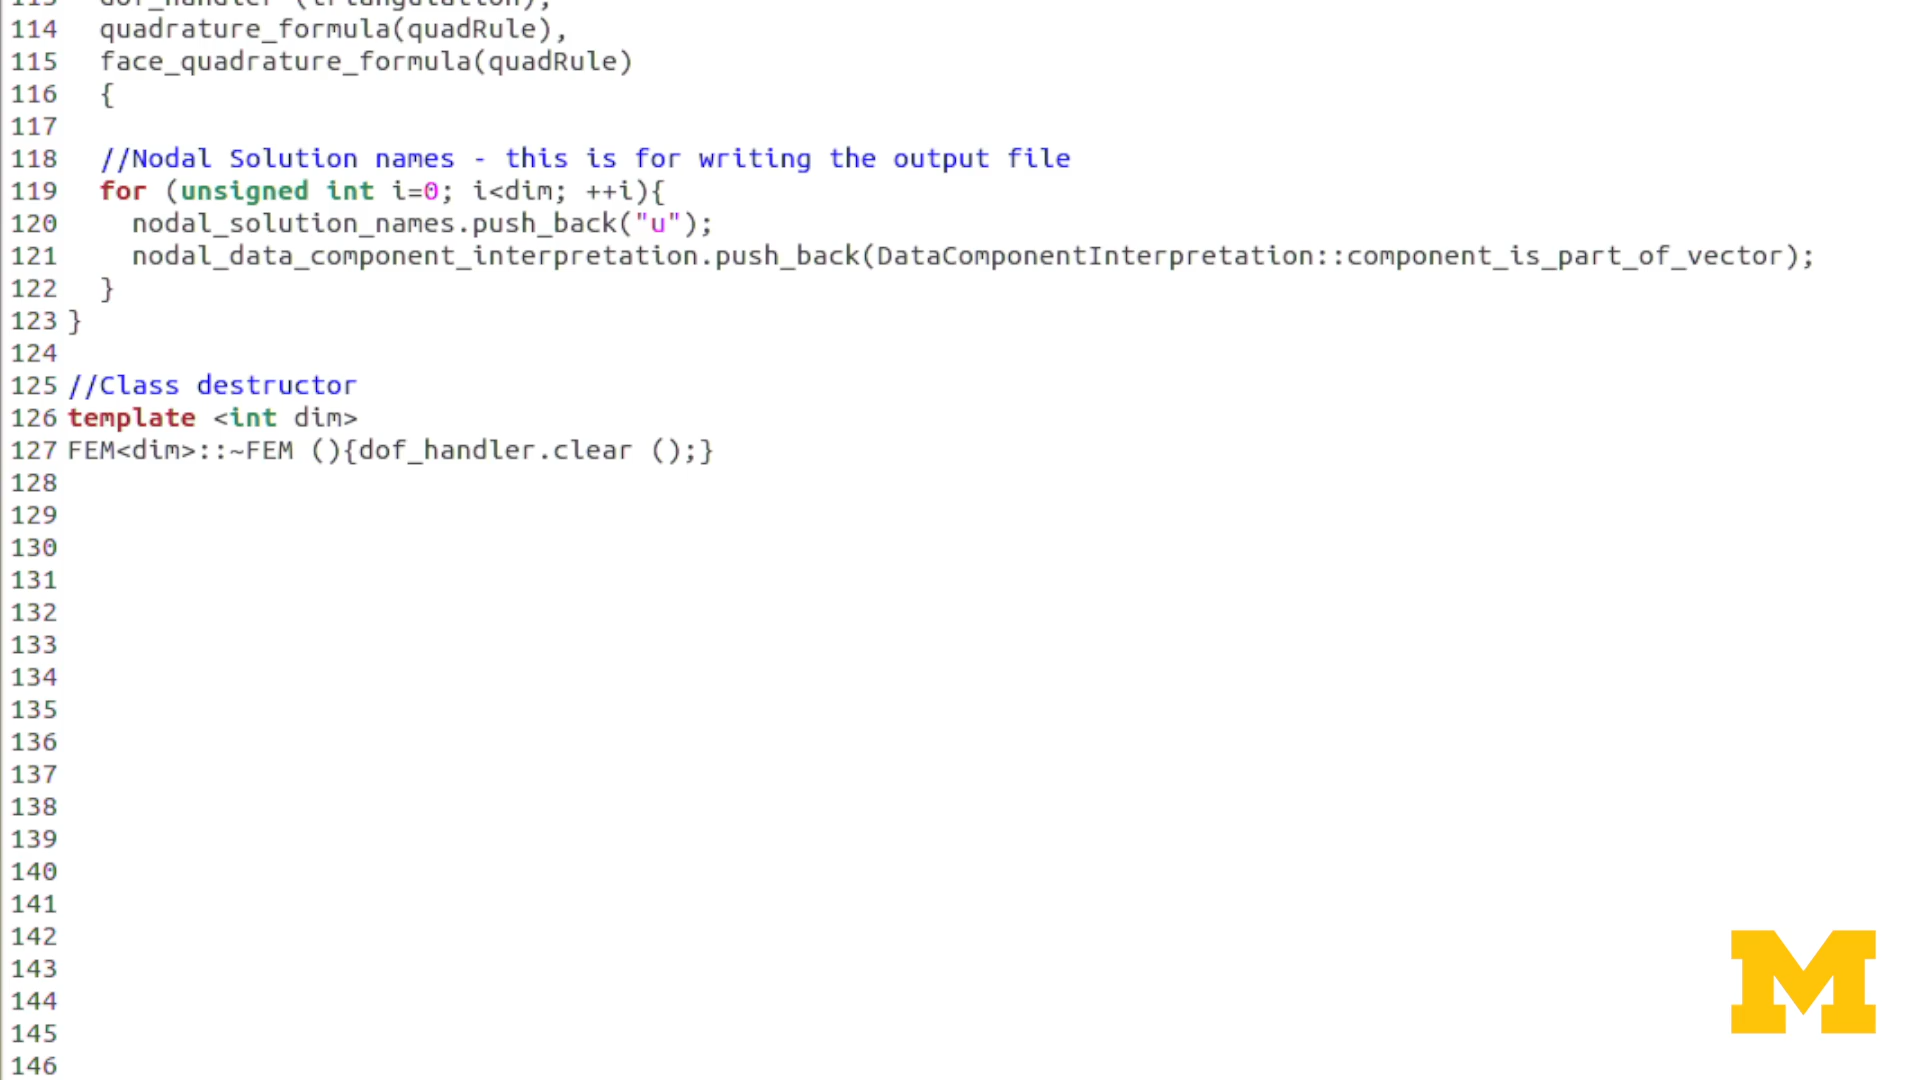 113 dof_handler (triangulation),
114 quadrature_formula(quadRule),
115 face_quadrature_formula(quadRule)
116 {
117
118 //Nodal Solution names - this is for writing the output file
119 for (unsigned int i=0; i<dim; ++i){
120 nodal_solution_names.push_back("u");
121 nodal_data_component_interpretation.push_back(DataComponentInterpretation::component_is_part_of_vector);
122 }
123 }
124
125 //Class destructor
126 template <int dim>
127 FEM<dim>::~FEM (){dof_handler.clear ();}
128
129
130
131
132
133
134
135
136
137
138
139
140
141
142
143
144
145
146
M